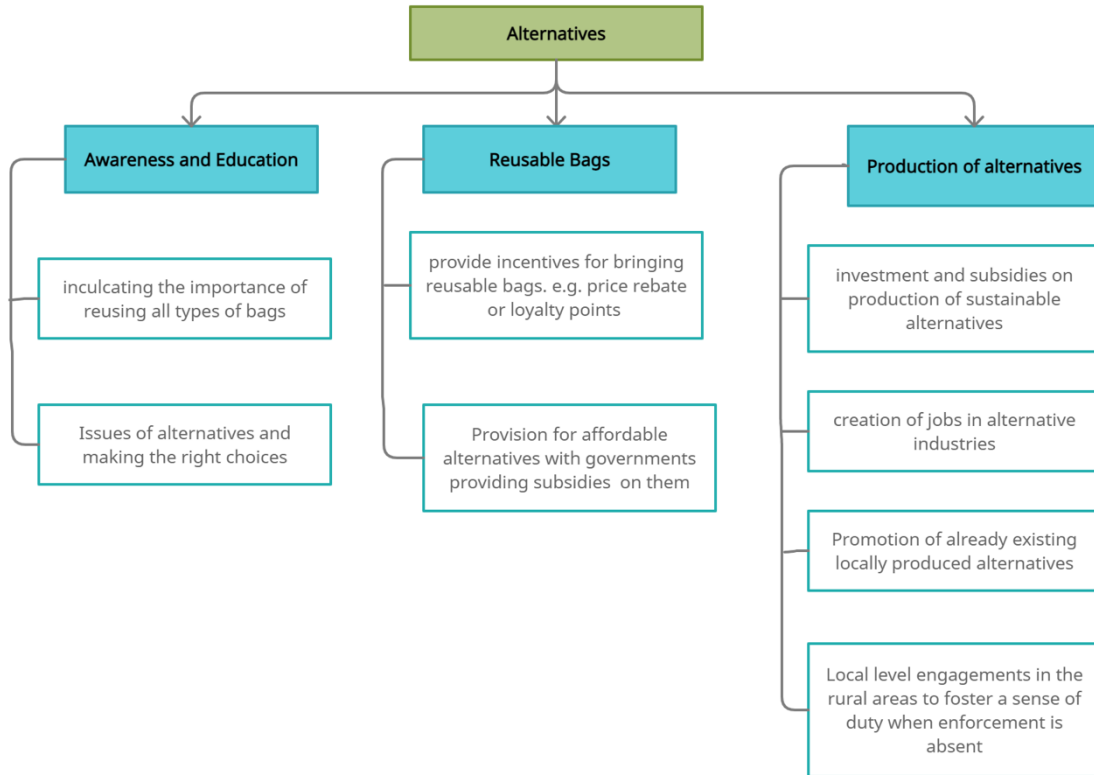 Alternatives
Awareness and Education
inculcating the importance of
reusing all types of bags
Issues of alternatives and
making the right choices
Reusable Bags
provide incentives for bringing
reusable bags. e.g. price rebate
or loyalty points
Provision for affordable
alternatives with governments
providing subsidies  on them
Production of alternatives
investment and subsidies on
production of sustainable
alternatives
creation of jobs in alternative
industries
Promotion of already existing
locally produced alternatives
Local level engagements in the
rural areas to foster a sense of
duty when enforcement is
absent